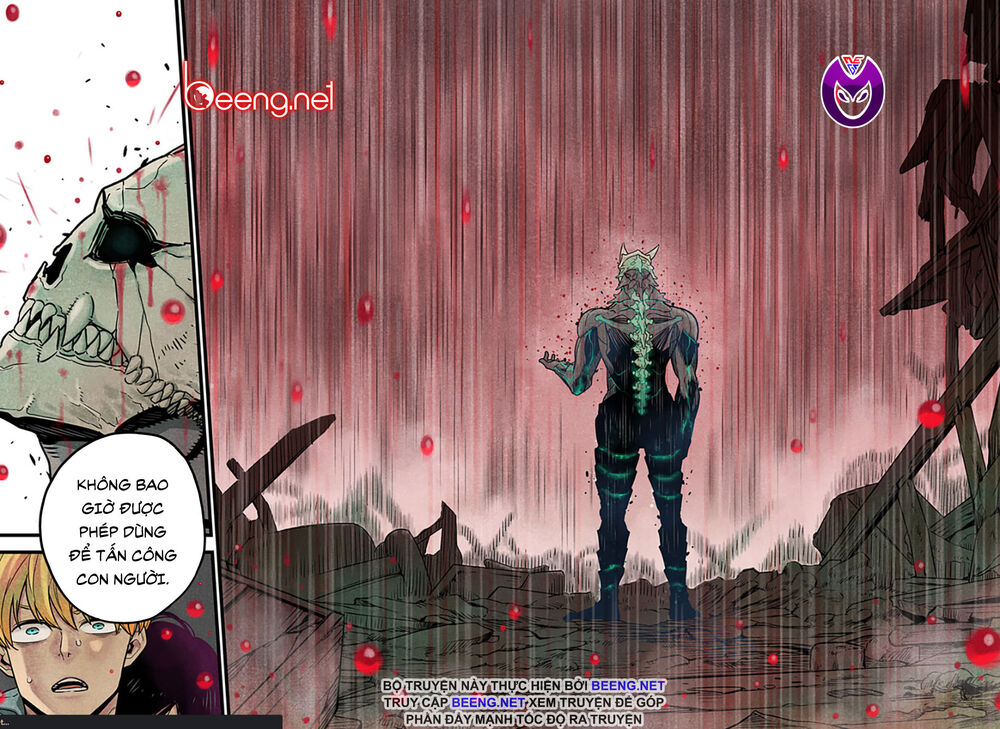 beeng.net
KHÔNG BAO
GIỜ ĐƯỢC
PHÉP DÙNG
ĐỂ TẤN CÔNG
CON NGƯỜI.
BỘ TRUYỆN NÀY THỰC HIỆN BỞI BEENG.NET
TRUY CẬP BEENG.NET XEM TRUYỆN ĐỂ GÓP
PHẦN ĐẨY MẠNH TỐC ĐỘ RA TRUYỆN